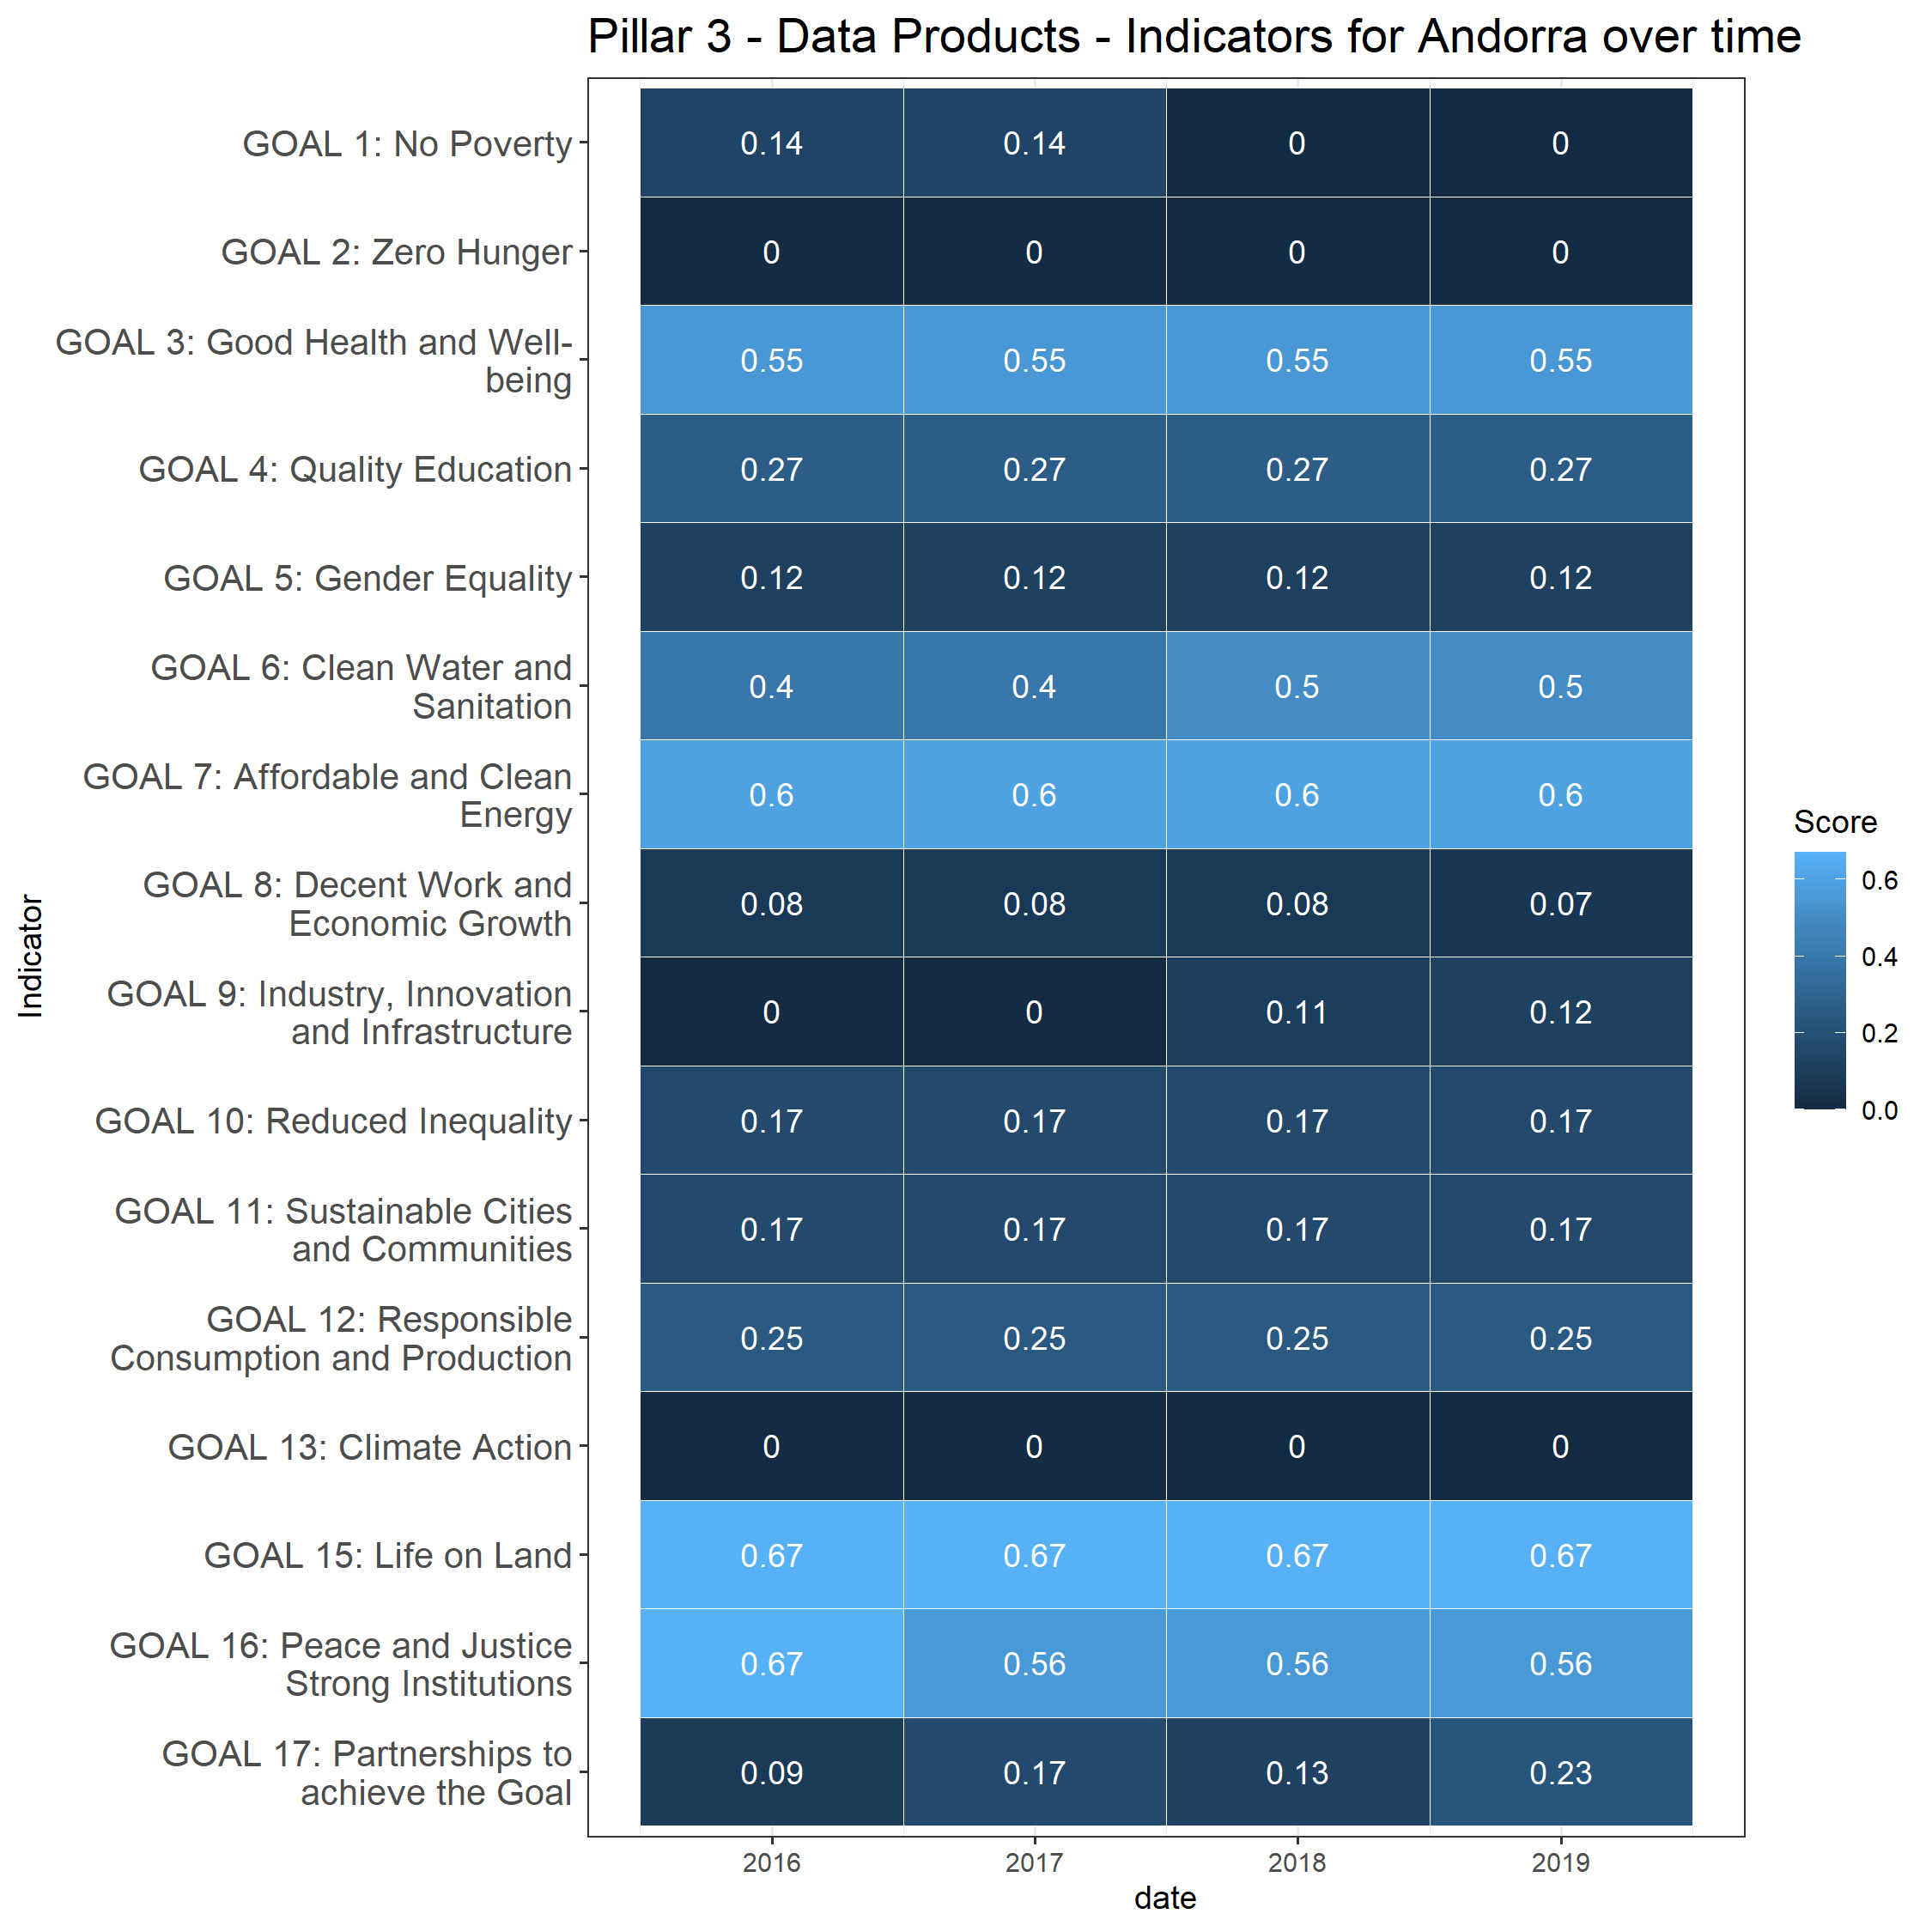 Pillar 3 - Data Products - Indicators for Andorra over time
GOAL 1: No Poverty
0.14 0.14 0 0
GOAL 2: Zero Hunger
0 0 0 0
GOAL 3: Good Health and Well-
being
0.55 0.55 0.55 0.55
GOAL 4: Quality Education
0.27 0.27 0.27 0.27
GOAL 5: Gender Equality
0.12 0.12 0.12 0.12
GOAL 6: Clean Water and
Sanitation
0.4 0.4 0.5 0.5
GOAL 7: Affordable and Clean
Energy
0.6 0.6 0.6 0.6
GOAL 8: Decent Work and
Economic Growth
0.08 0.08 0.08 0.07
GOAL 9: Industry, Innovation
and Infrastructure
0 0 0.11 0.12
GOAL 10: Reduced Inequality
0.17 0.17 0.17 0.17
GOAL 11: Sustainable Cities
and Communities
0.17 0.17 0.17 0.17
GOAL 12: Responsible
Consumption and Production
0.25 0.25 0.25 0.25
GOAL 13: Climate Action
0 0 0 0
GOAL 15: Life on Land
0.67 0.67 0.67 0.67
GOAL 16: Peace and Justice
Strong Institutions
0.67 0.56 0.56 0.56
GOAL 17: Partnerships to
achieve the Goal
0.09 0.17 0.13 0.23
2016 2017 2018 2019
date
Indicator
Score
0.6
0.4
0.2
0.0